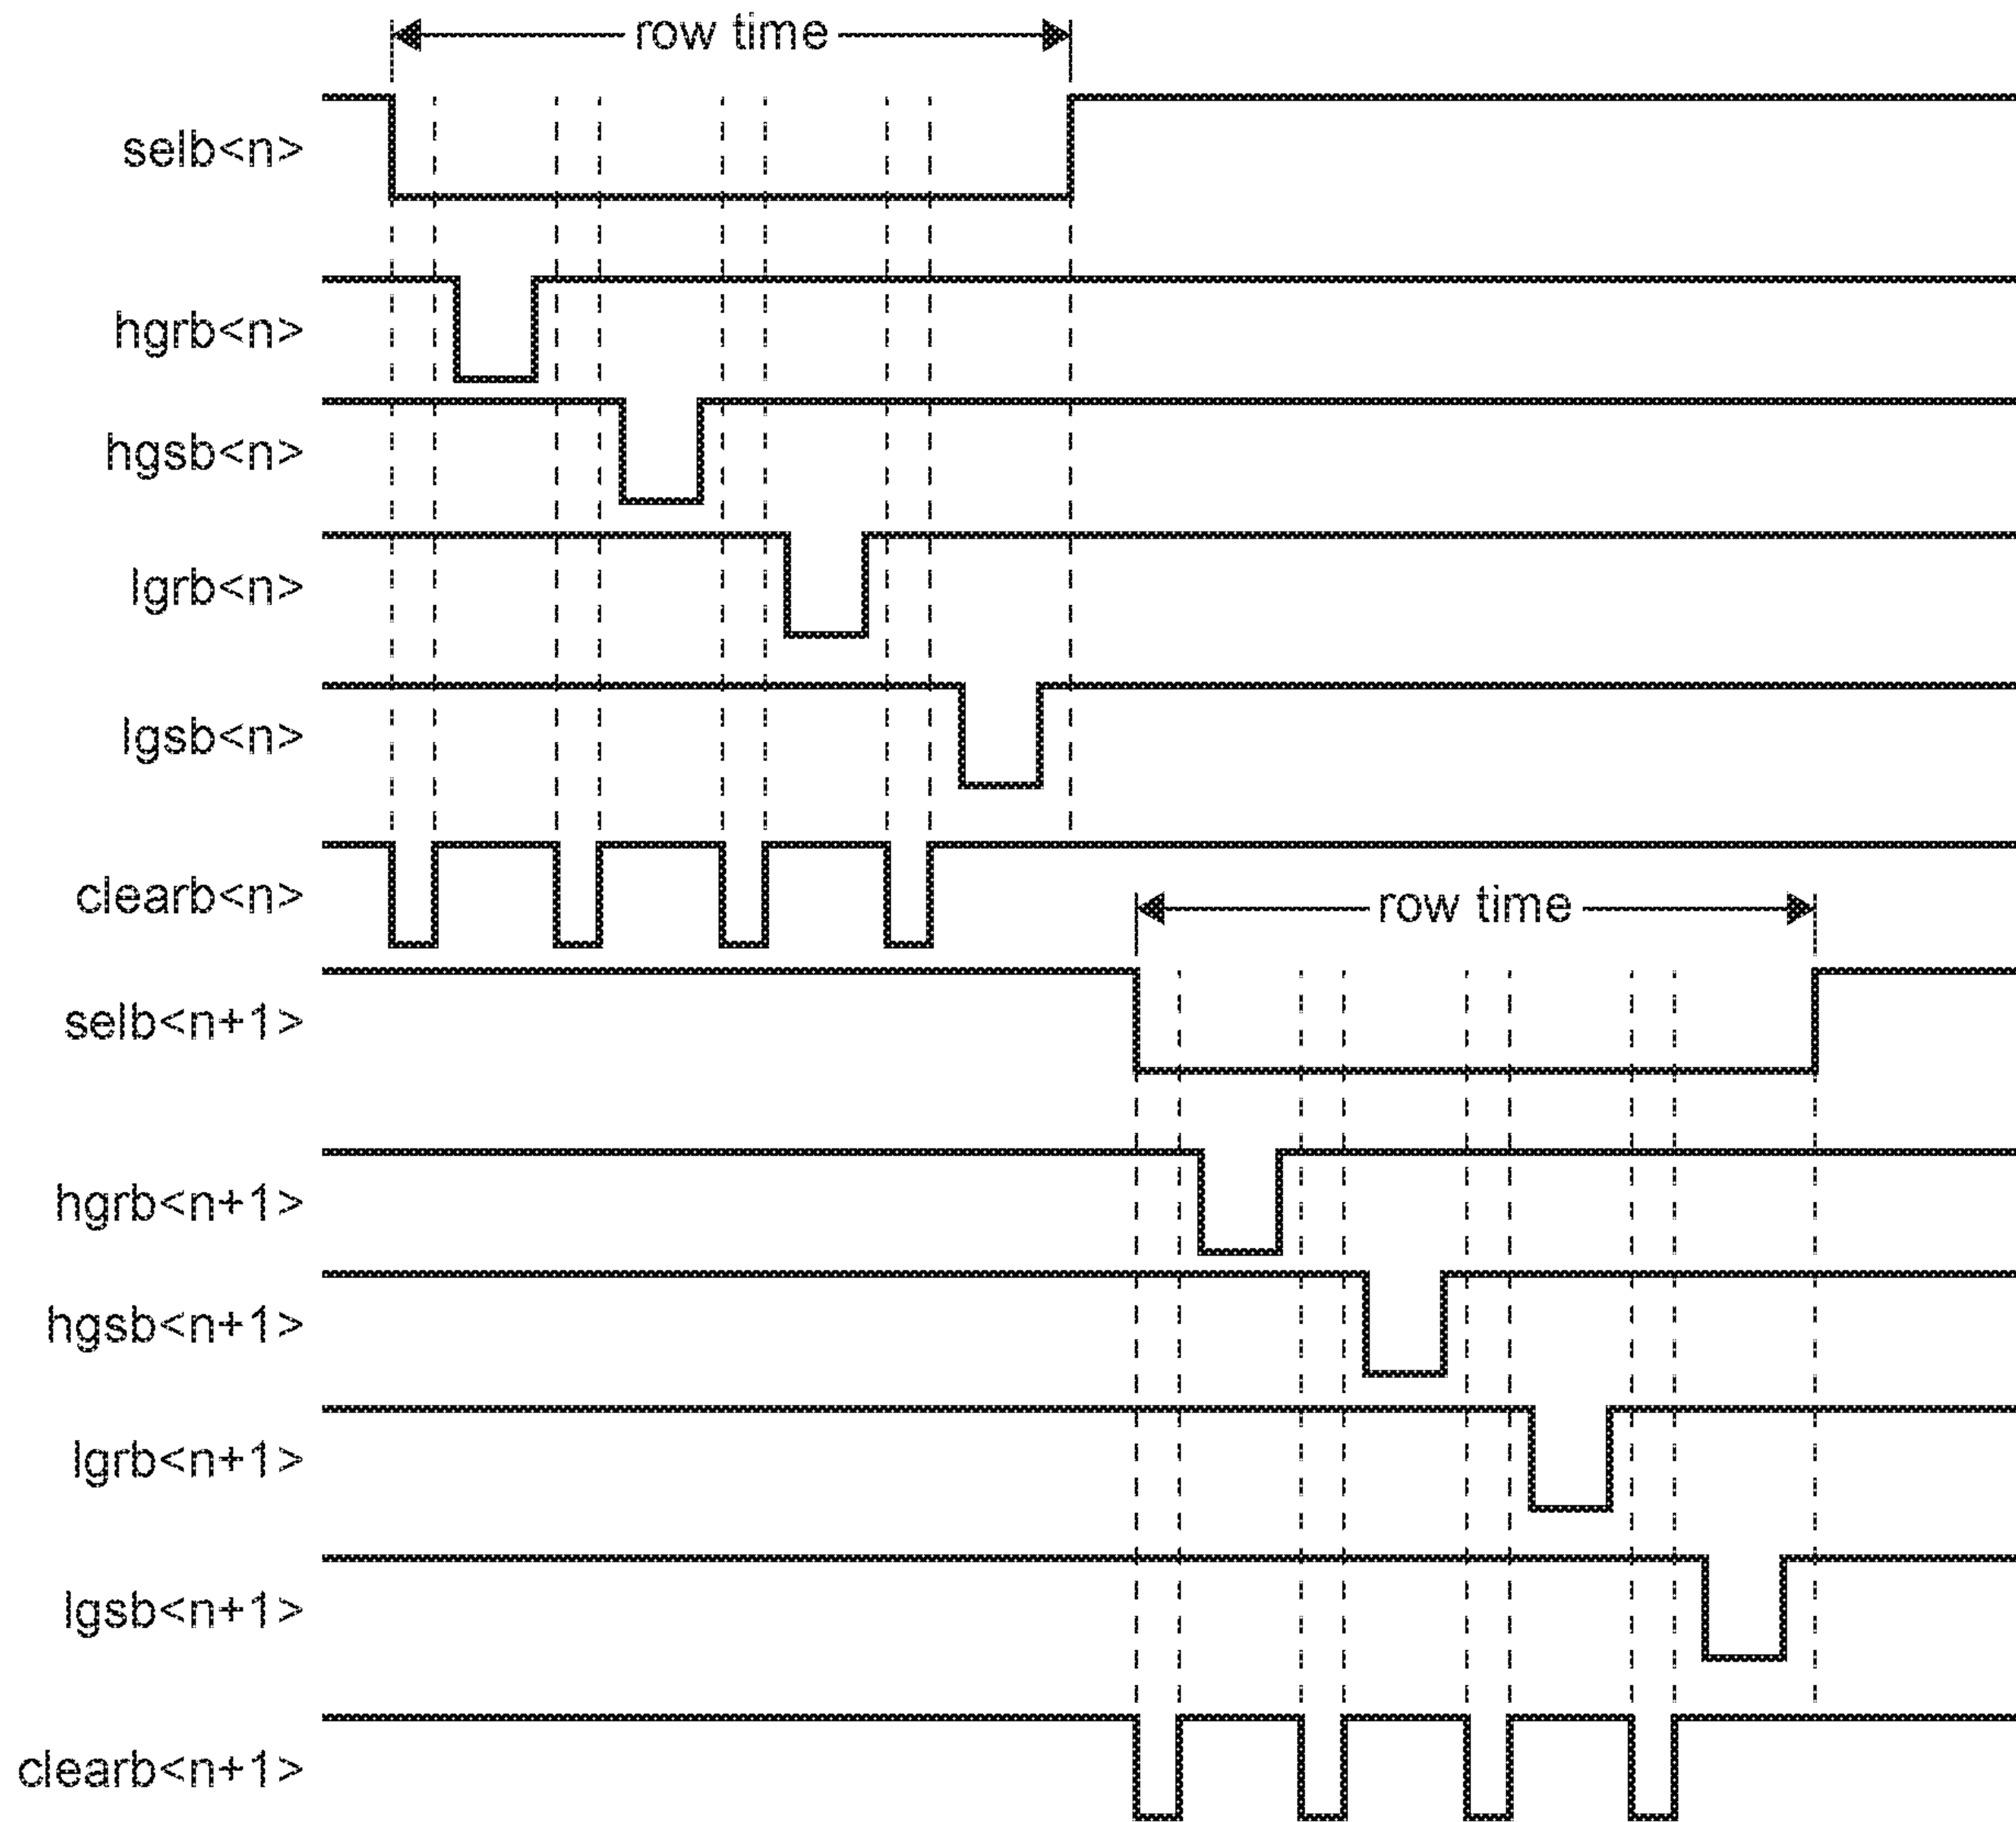 row time
selb<n>
hgrb<n>
hgsb<n>
lgrb<n>
lgsb<n>
clearb<n>
row time
selb<n+1>
hgrb<n+1>
hgsb<n+1>
lgrb<n+1>
lgsb<n+1>
clearb<n+1>